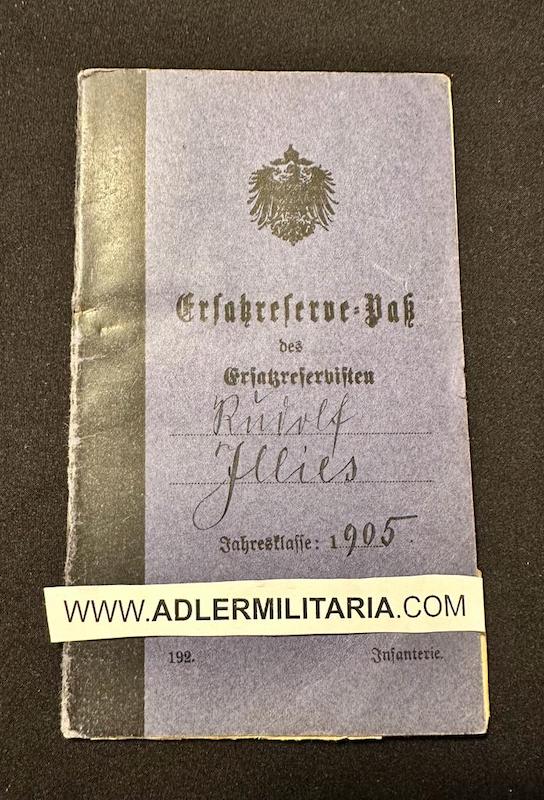 Ersatzreserve-Paß
des
Ersatzreservisten
Rudolf
Illies
Jahresklasse: 1905.
WWW.ADLERMILITARIA.COM
192.
Infanterie.